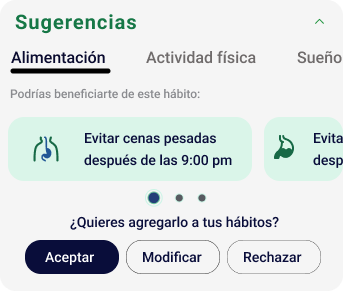 Sugerencias
Alimentación Actividad física Sueño
Podrías beneficiarte de este hábito:
Evitar cenas pesadas
después de las 9:00 pm
Evita
desp
¿Quieres agregarlo a tus hábitos?
Aceptar Modificar Rechazar